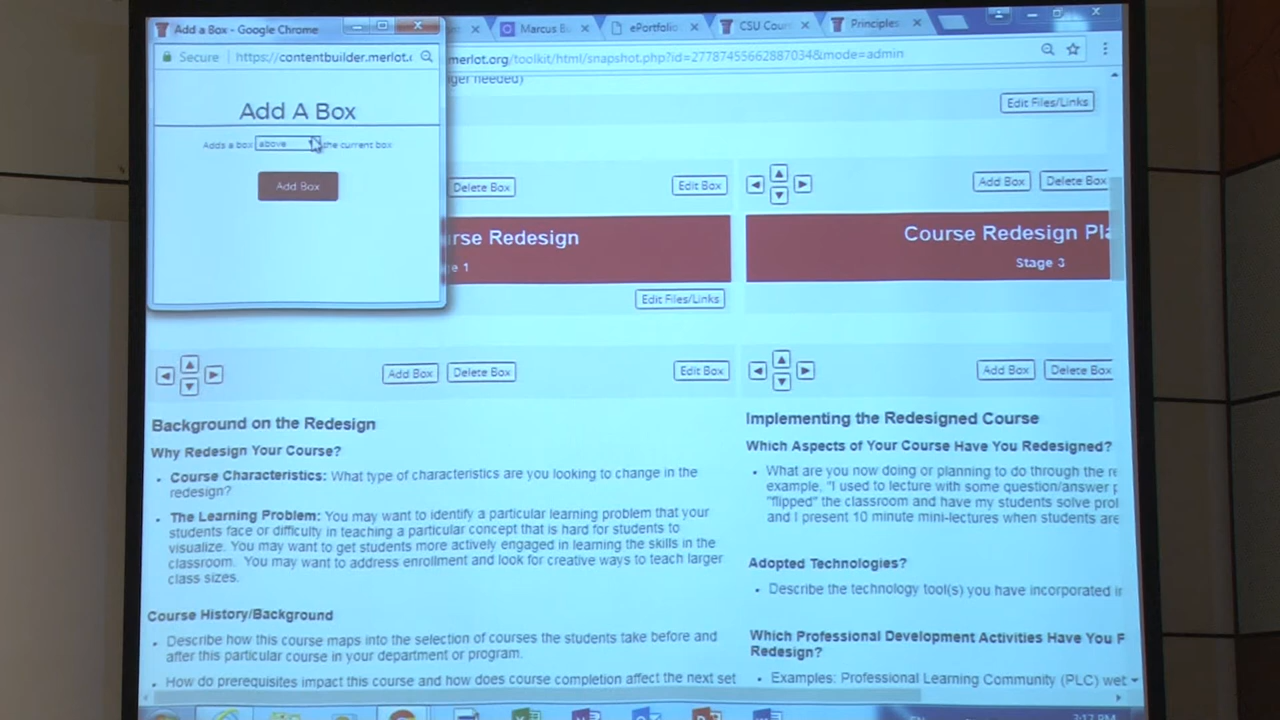 Add a Box - Google Chrome
Marcus B
ePortfolio
CSU Cour
Principles
Secure https://contentbuilder.merlot.c
merlot.org/toolkit/html/snapshot.php?id=2778745566288703​4&mode=admin
nger needed)
Edit Files/Links
Add A Box
Adds a box above the current box
Add Box
Delete Box
Edit Box
Add Box
Delete Box
rse Redesign
e 1
Course Redesign Pla
Stage 3
Edit Files/Links
Add Box
Delete Box
Edit Box
Add Box
Delete Box
Background on the Redesign
Why Redesign Your Course?
• Course Characteristics: What type of characteristics are you looking to change in the
redesign?
• The Learning Problem: You may want to identify a particular learning problem that your
students face or difficulty in teaching a particular concept that is hard for students to
visualize. You may want to get students more actively engaged in learning the skills in the
classroom. You may want to address enrollment and look for creative ways to teach larger
class sizes.
Course History/Background
• Describe how this course maps into the selection of courses the students take before and
after this particular course in your department or program.
• How do prerequisites impact this course and how does course completion affect the next set
Implementing the Redesigned Course
Which Aspects of Your Course Have You Redesigned?
• What are you now doing or planning to do through the re
example, "I used to lecture with some question/answer p
"flipped" the classroom and have my students solve prol
and I present 10 minute mini-lectures when students are
Adopted Technologies?
• Describe the technology tool(s) you have incorporated in
Which Professional Development Activities Have You F
Redesign?
• Examples: Professional Learning Community (PLC) wet
3:17 PM